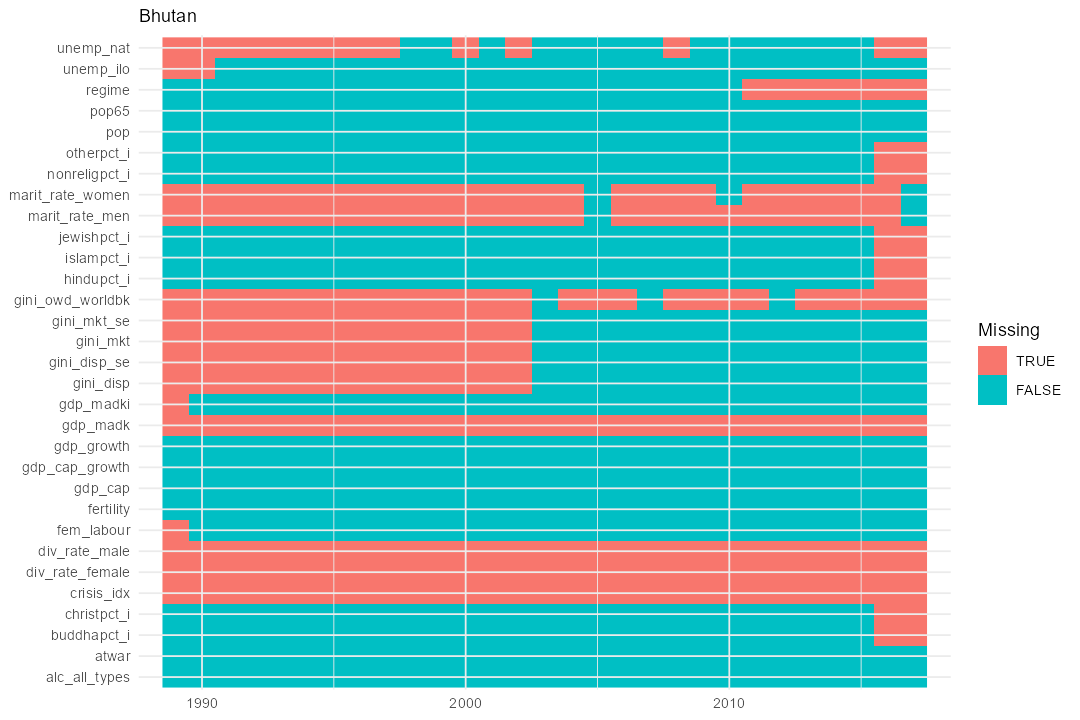 Bhutan
unemp_nat
unemp_ilo
regime
pop65
pop
otherpct_i
nonreligpct_i
marit_rate_women
marit_rate_men
jewishpct_i
islampct_i
hindupct_i
gini_owd_worldbk
gini_mkt_se
gini_mkt
gini_disp_se
gini_disp
gdp_madki
gdp_madk
gdp_growth
gdp_cap_growth
gdp_cap
fertility
fem_labour
div_rate_male
div_rate_female
crisis_idx
christpct_i
buddhapct_i
atwar
alc_all_types
1990 2000 2010
Missing
TRUE
FALSE